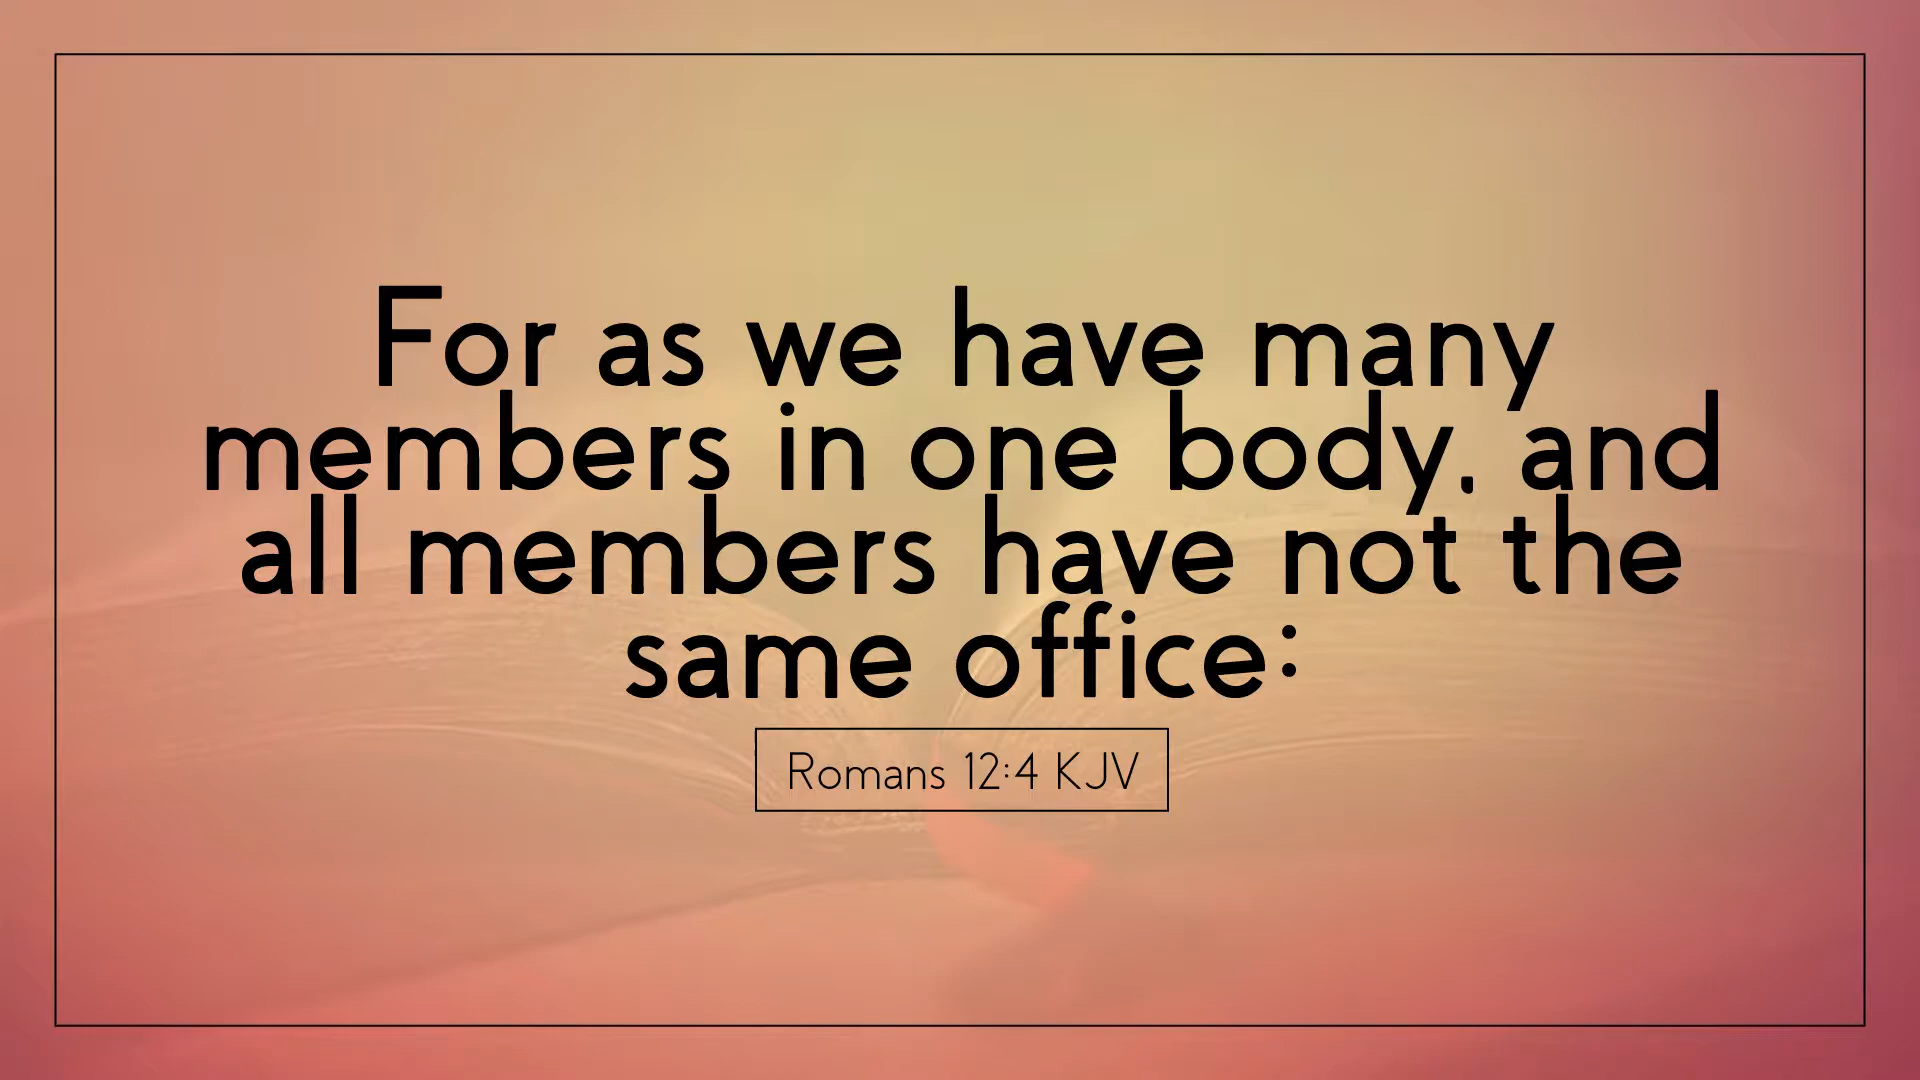 For as we have many
members in one body, and
all members have not the
same office:
Romans 12:4 KJV